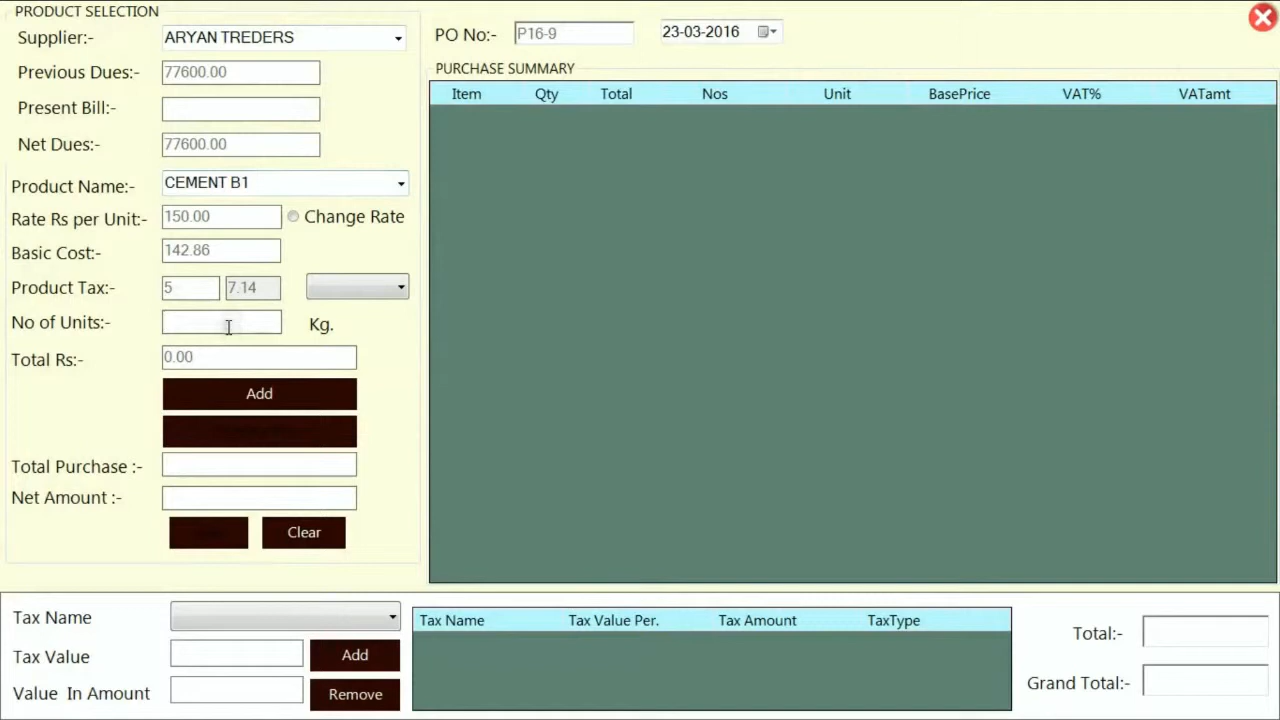 PRODUCT SELECTION
Supplier:- ARYAN TREDERS
Previous Dues:- 77600.00
Present Bill:-
Net Dues:- 77600.00
Product Name:- CEMENT B1
Rate Rs per Unit:- 150.00 Change Rate
Basic Cost:- 142.86
Product Tax:- 5 7.14
No of Units:- Kg.
Total Rs:- 0.00
Add
Total Purchase :-
Net Amount :-
Clear
PO No:- P16-9 23-03-2016
PURCHASE SUMMARY
Item Qty Total Nos Unit BasePrice VAT% VATamt
Tax Name
Tax Value Add
Value In Amount Remove
Tax Name Tax Value Per. Tax Amount TaxType
Total:-
Grand Total:-